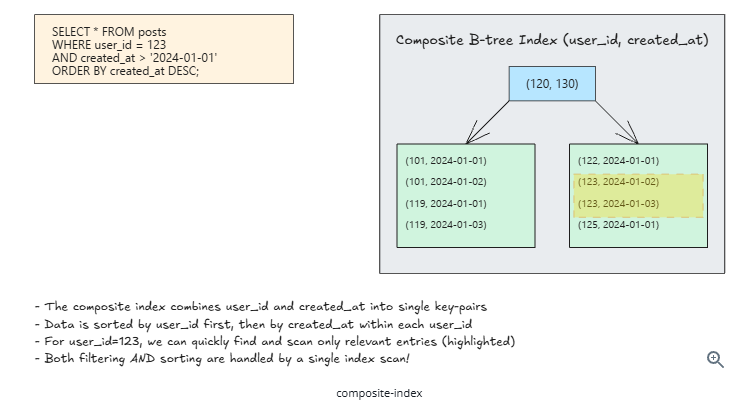 SELECT * FROM posts
WHERE user_id = 123
AND created_at > '2024-01-01'
ORDER BY created_at DESC;
Composite B-tree Index (user_id, created_at)
(120, 130)
(101, 2024-01-01)
(101, 2024-01-02)
(119, 2024-01-01)
(119, 2024-01-03)
(122, 2024-01-01)
(123, 2024-01-02)
(123, 2024-01-03)
(125, 2024-01-01)
- The composite index combines user_id and created_at into single key-pairs
- Data is sorted by user_id first, then by created_at within each user_id
- For user_id=123, we can quickly find and scan only relevant entries (highlighted)
- Both filtering AND sorting are handled by a single index scan!
composite-index